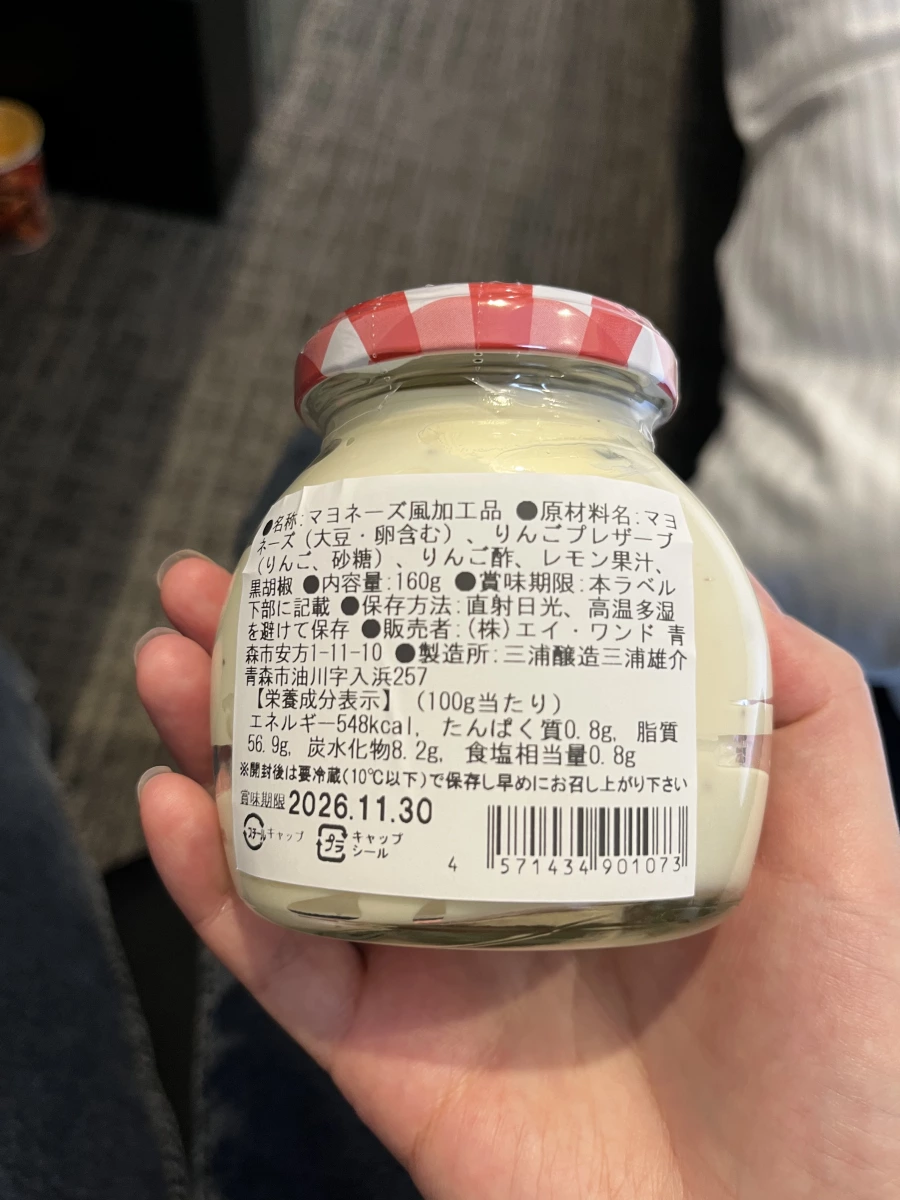 ●名称:マヨネーズ風加工品 ●原材料名:マヨ
ネーズ(大豆・卵含む)、りんごプレザーブ
(りんご、砂糖)、りんご酢、レモン果汁、
黒胡椒 ●内容量:160g ●賞味期限:本ラベル
下部に記載 ●保存方法:直射日光、高温多湿
を避けて保存 ●販売者:(株)エイ・ワンド 青
森市安方1-11-10 ●製造所:三浦醸造三浦雄介
青森市油川字入浜257
【栄養成分表示】(100g当たり)
エネルギー548kcal, たんぱく質0.8g, 脂質
56.9g, 炭水化物8.2g, 食塩相当量0.8g
※開封後は要冷蔵(10℃以下)で保存し早めにお召し上がり下さい
賞味期限 2026.11.30
スチール キャップ プラ キャップ
シール
4 571434 901073